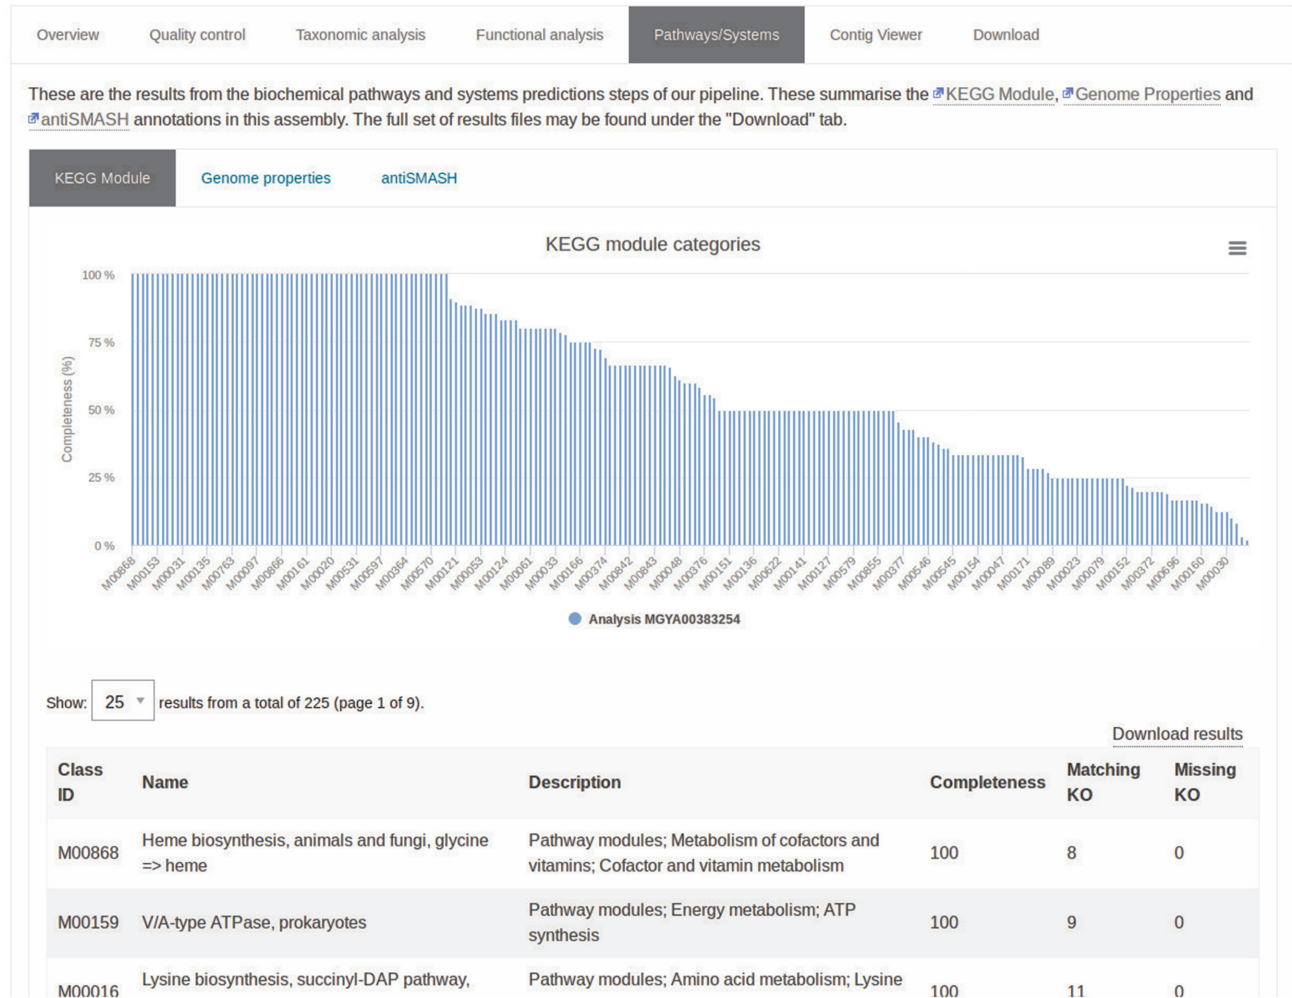 Overview Quality control Taxonomic analysis Functional analysis Pathways/Systems Contig Viewer Download
These are the results from the biochemical pathways and systems predictions steps of our pipeline. These summarise the KEGG Module, Genome Properties and
antiSMASH annotations in this assembly. The full set of results files may be found under the "Download" tab.
KEGG Module Genome properties antiSMASH
KEGG module categories
100 %
75 %
50 %
25 %
0 %
Completeness (%)
M00868 M00153 M00031 M00135 M00763 M00097 M00866 M00161 M00020 M00531 M00597 M00364 M00570 M00121 M00053 M00124 M00061 M00033 M00166 M00374 M00842 M00843 M00048 M00376 M00151 M00136 M00622 M00141 M00127 M00579 M00855 M00377 M00546 M00545 M00154 M00047 M00171 M00089 M00023 M00079 M00152 M00372 M00696 M00160 M00030
Analysis MGYA00383254
Show: 25 results from a total of 225 (page 1 of 9).
Download results
Class ID Name Description Completeness Matching KO Missing KO
M00868 Heme biosynthesis, animals and fungi, glycine Pathway modules; Metabolism of cofactors and 100 8 0
=> heme vitamins; Cofactor and vitamin metabolism
M00159 V/A-type ATPase, prokaryotes Pathway modules; Energy metabolism; ATP 100 9 0
synthesis
M00016 Lysine biosynthesis, succinyl-DAP pathway, Pathway modules; Amino acid metabolism; Lysine 100 11 0